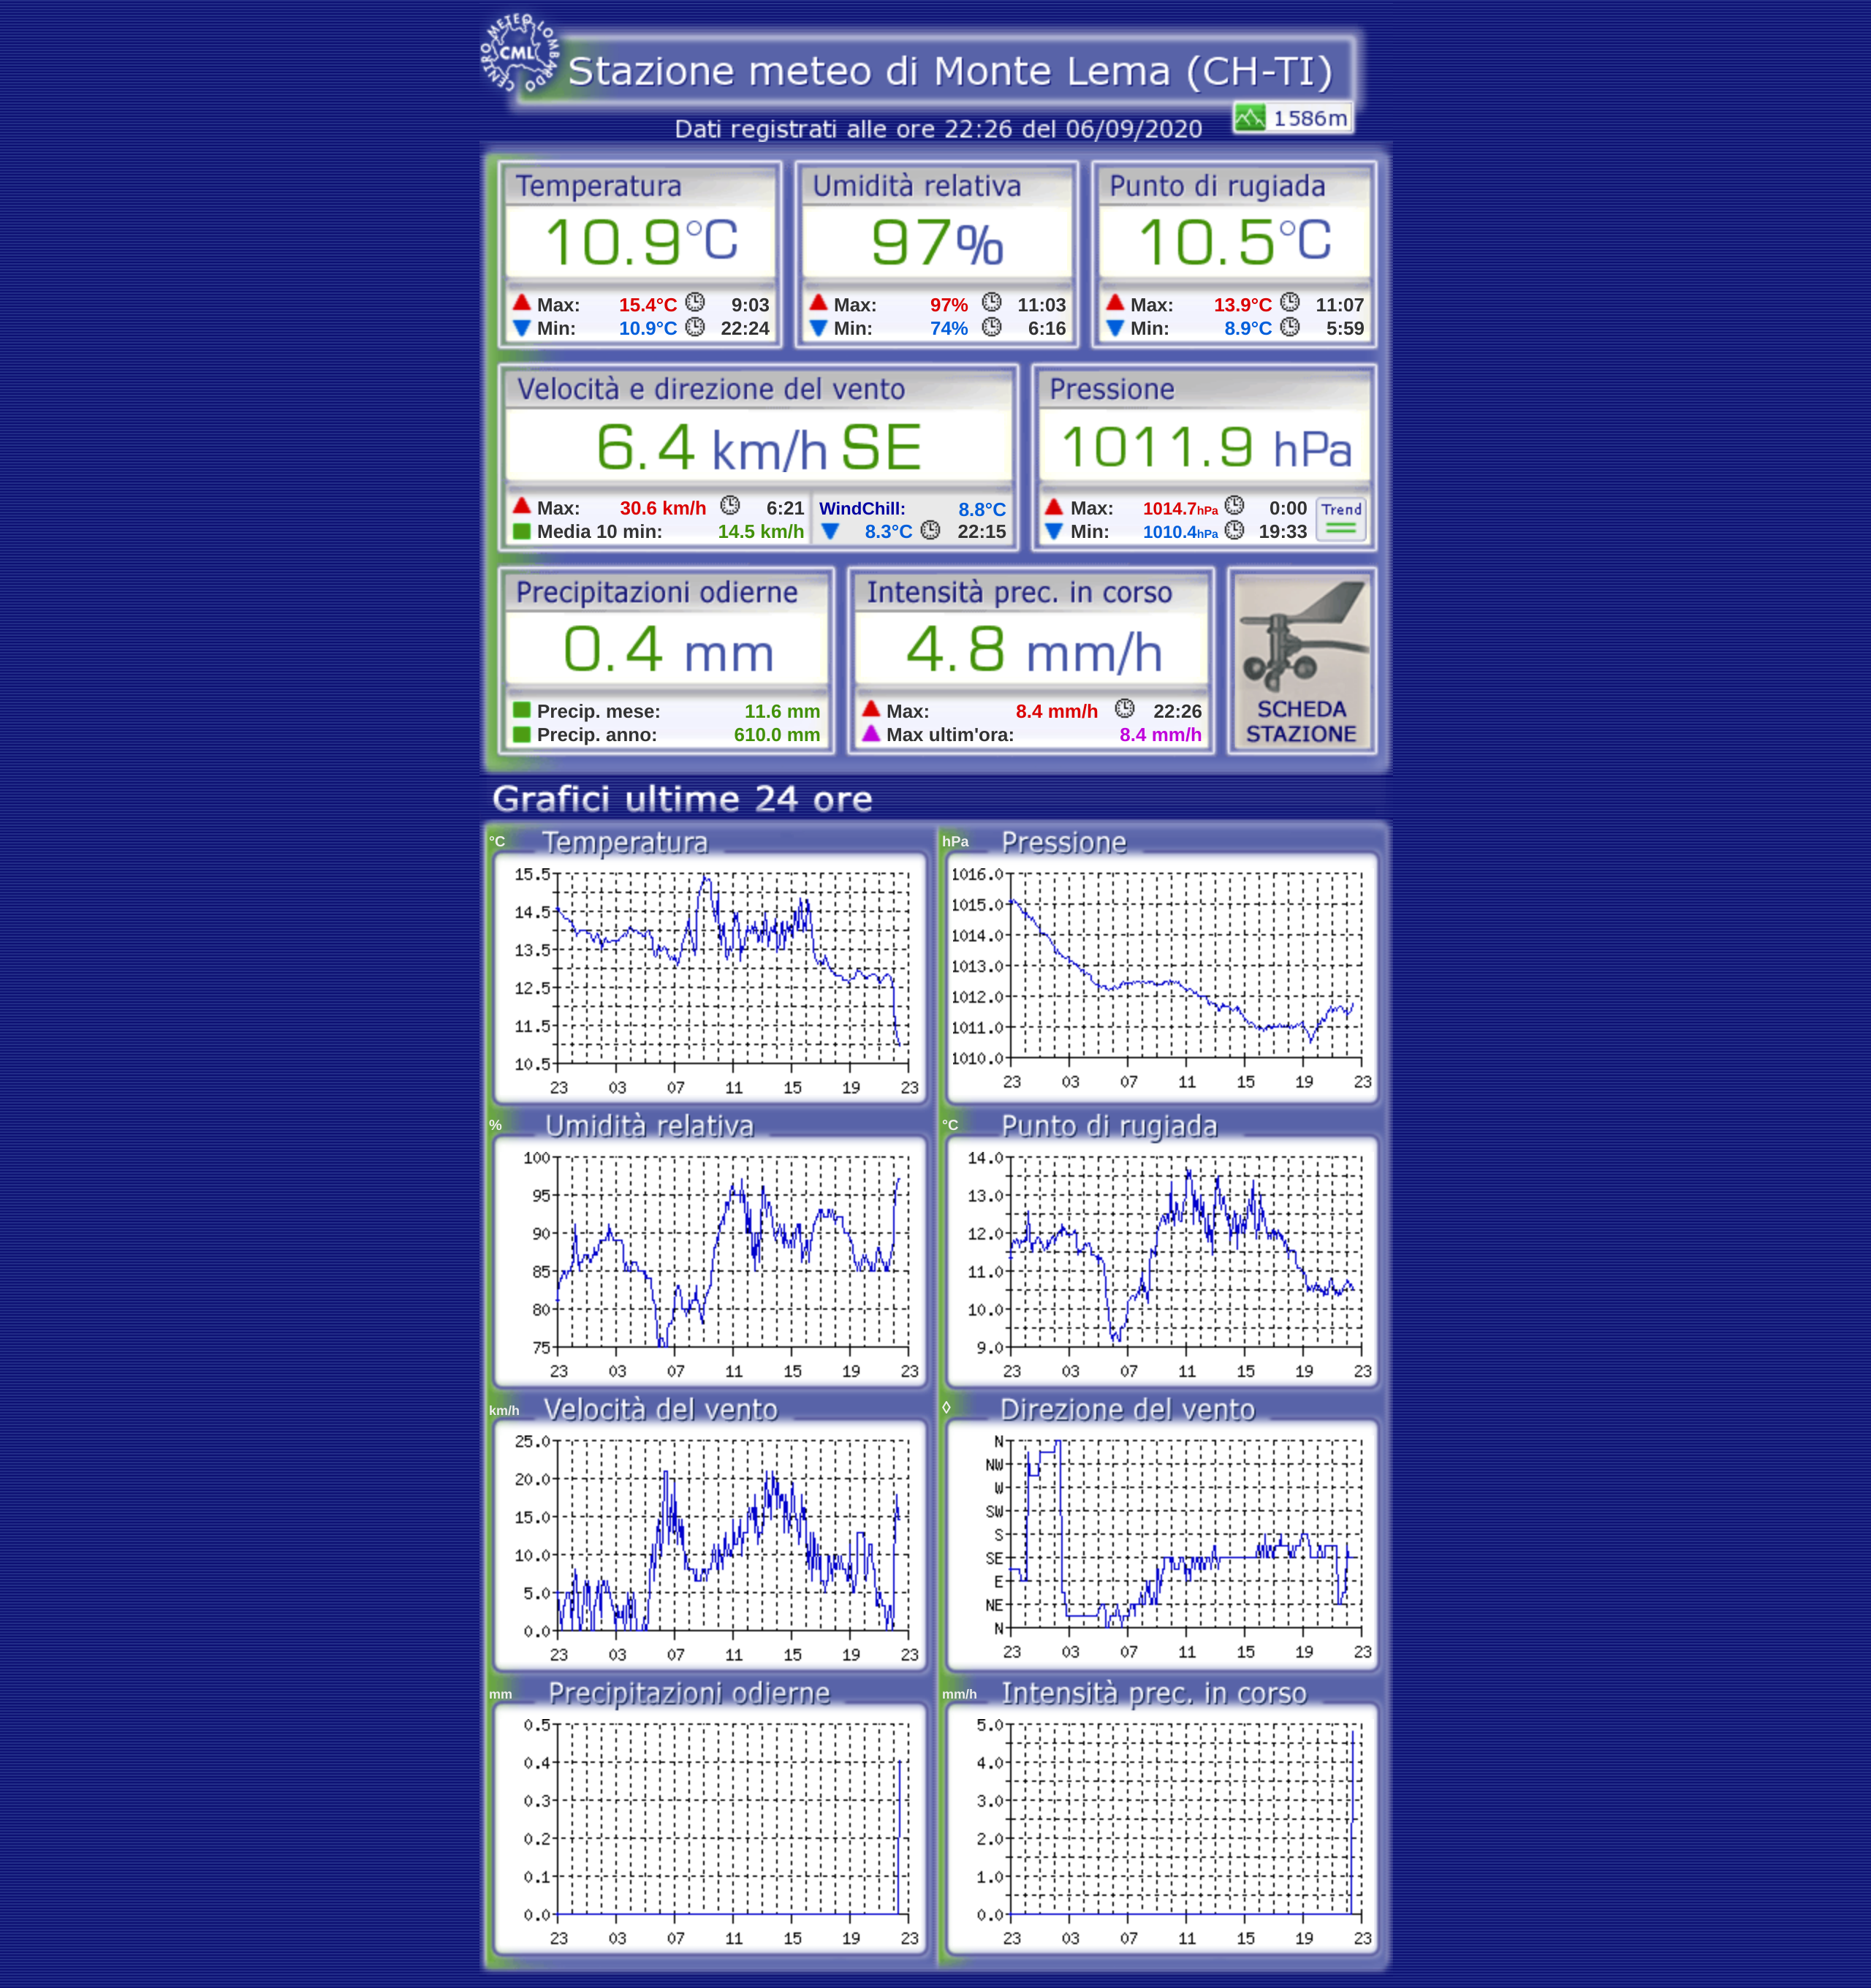 CENTRO METEO LOMBARDO
CML
Stazione meteo di Monte Lema (CH-TI)
1586m
Dati registrati alle ore 22:26 del 06/09/2020
Temperatura Umidità relativa Punto di rugiada
10.9°C 97% 10.5°C
Max: 15.4°C 9:03 Max: 97% 11:03 Max: 13.9°C 11:07
Min: 10.9°C 22:24 Min: 74% 6:16 Min: 8.9°C 5:59
Velocità e direzione del vento Pressione
6.4 km/h SE 1011.9 hPa
Max: 30.6 km/h 6:21 WindChill: 8.8°C Max: 1014.7hPa 0:00 Trend
Media 10 min: 14.5 km/h 8.3°C 22:15 Min: 1010.4hPa 19:33
Precipitazioni odierne Intensità prec. in corso
0.4 mm 4.8 mm/h
Precip. mese: 11.6 mm Max: 8.4 mm/h 22:26 SCHEDA
Precip. anno: 610.0 mm Max ultim'ora: 8.4 mm/h STAZIONE
Grafici ultime 24 ore
°C Temperatura
15.5
14.5
13.5
12.5
11.5
10.5
23 03 07 11 15 19 23
hPa Pressione
1016.0
1015.0
1014.0
1013.0
1012.0
1011.0
1010.0
23 03 07 11 15 19 23
% Umidità relativa
100
95
90
85
80
75
23 03 07 11 15 19 23
°C Punto di rugiada
14.0
13.0
12.0
11.0
10.0
9.0
23 03 07 11 15 19 23
km/h Velocità del vento
25.0
20.0
15.0
10.0
5.0
0.0
23 03 07 11 15 19 23
◊ Direzione del vento
N
NW
W
SW
S
SE
E
NE
N
23 03 07 11 15 19 23
mm Precipitazioni odierne
0.5
0.4
0.3
0.2
0.1
0.0
23 03 07 11 15 19 23
mm/h Intensità prec. in corso
5.0
4.0
3.0
2.0
1.0
0.0
23 03 07 11 15 19 23